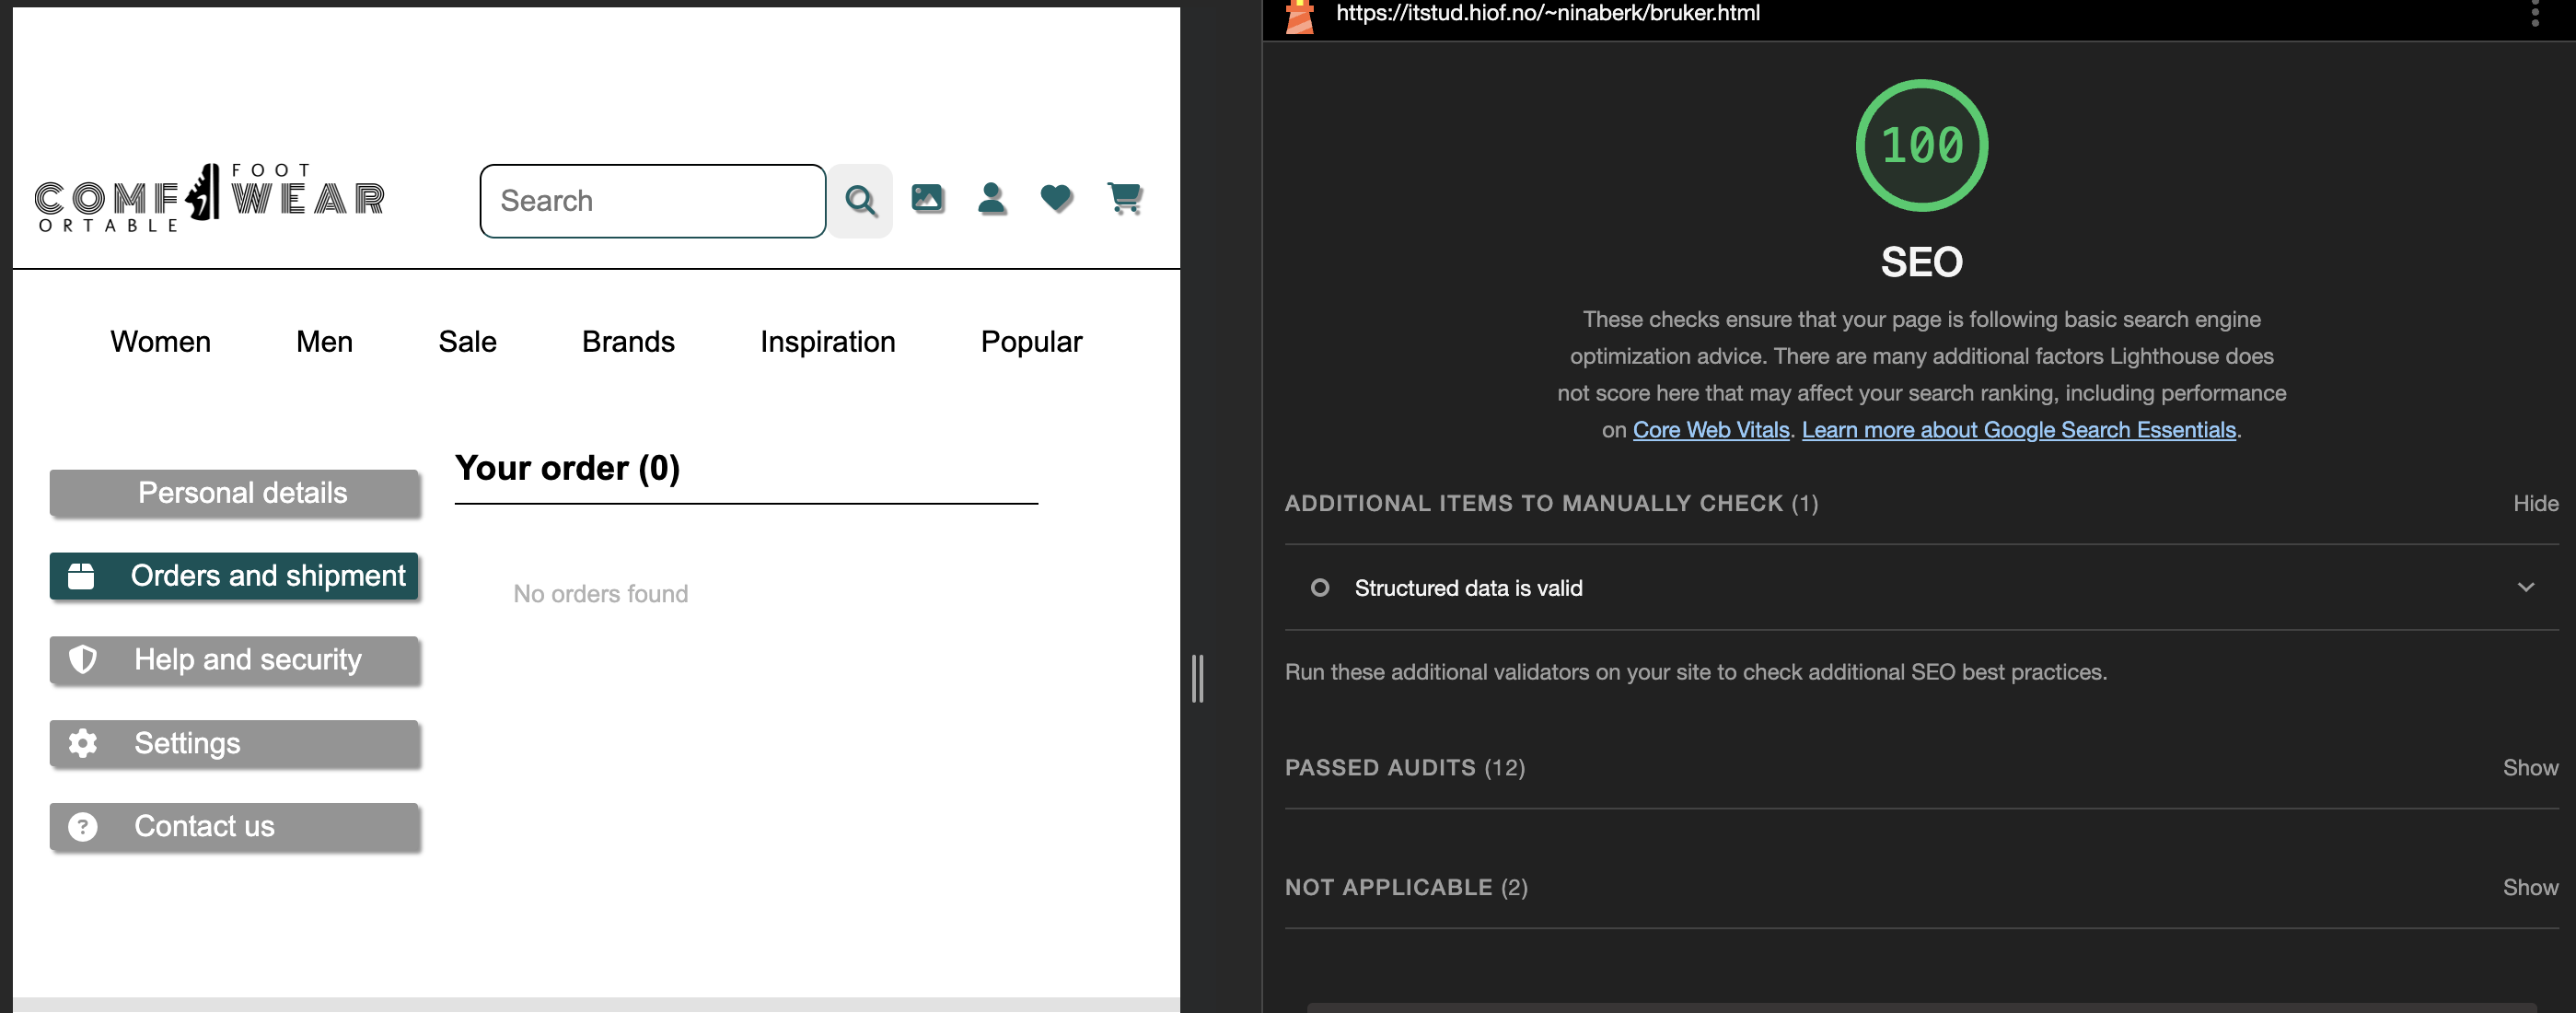 FOOT
COMF WEAR
ORTABLE
Search
Women Men Sale Brands Inspiration Popular
Personal details
Orders and shipment
Help and security
Settings
? Contact us
Your order (0)
No orders found
https://itstud.hiof.no/~ninaberk/bruker.html
100
SEO
These checks ensure that your page is following basic search engine
optimization advice. There are many additional factors Lighthouse does
not score here that may affect your search ranking, including performance
on Core Web Vitals. Learn more about Google Search Essentials.
ADDITIONAL ITEMS TO MANUALLY CHECK (1) Hide
Structured data is valid
Run these additional validators on your site to check additional SEO best practices.
PASSED AUDITS (12) Show
NOT APPLICABLE (2) Show